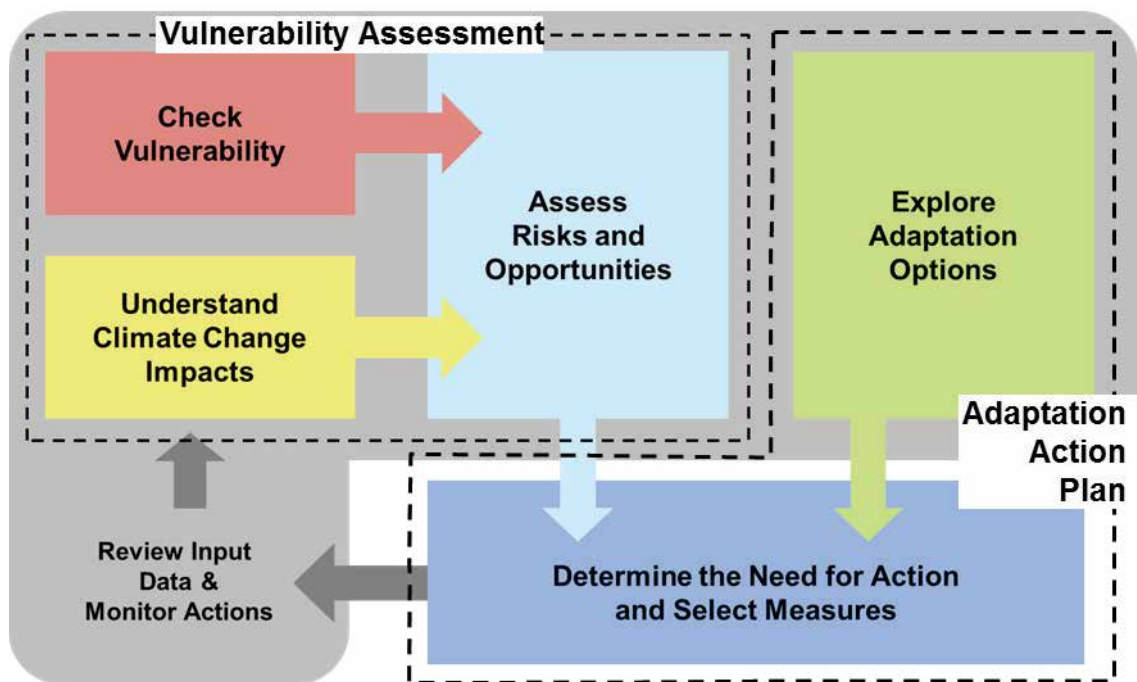 Vulnerability Assessment
Check
Vulnerability
Assess
Risks and
Opportunities
Explore
Adaptation
Options
Understand
Climate Change
Impacts
Adaptation
Action
Plan
Review Input
Data &
Monitor Actions
Determine the Need for Action
and Select Measures